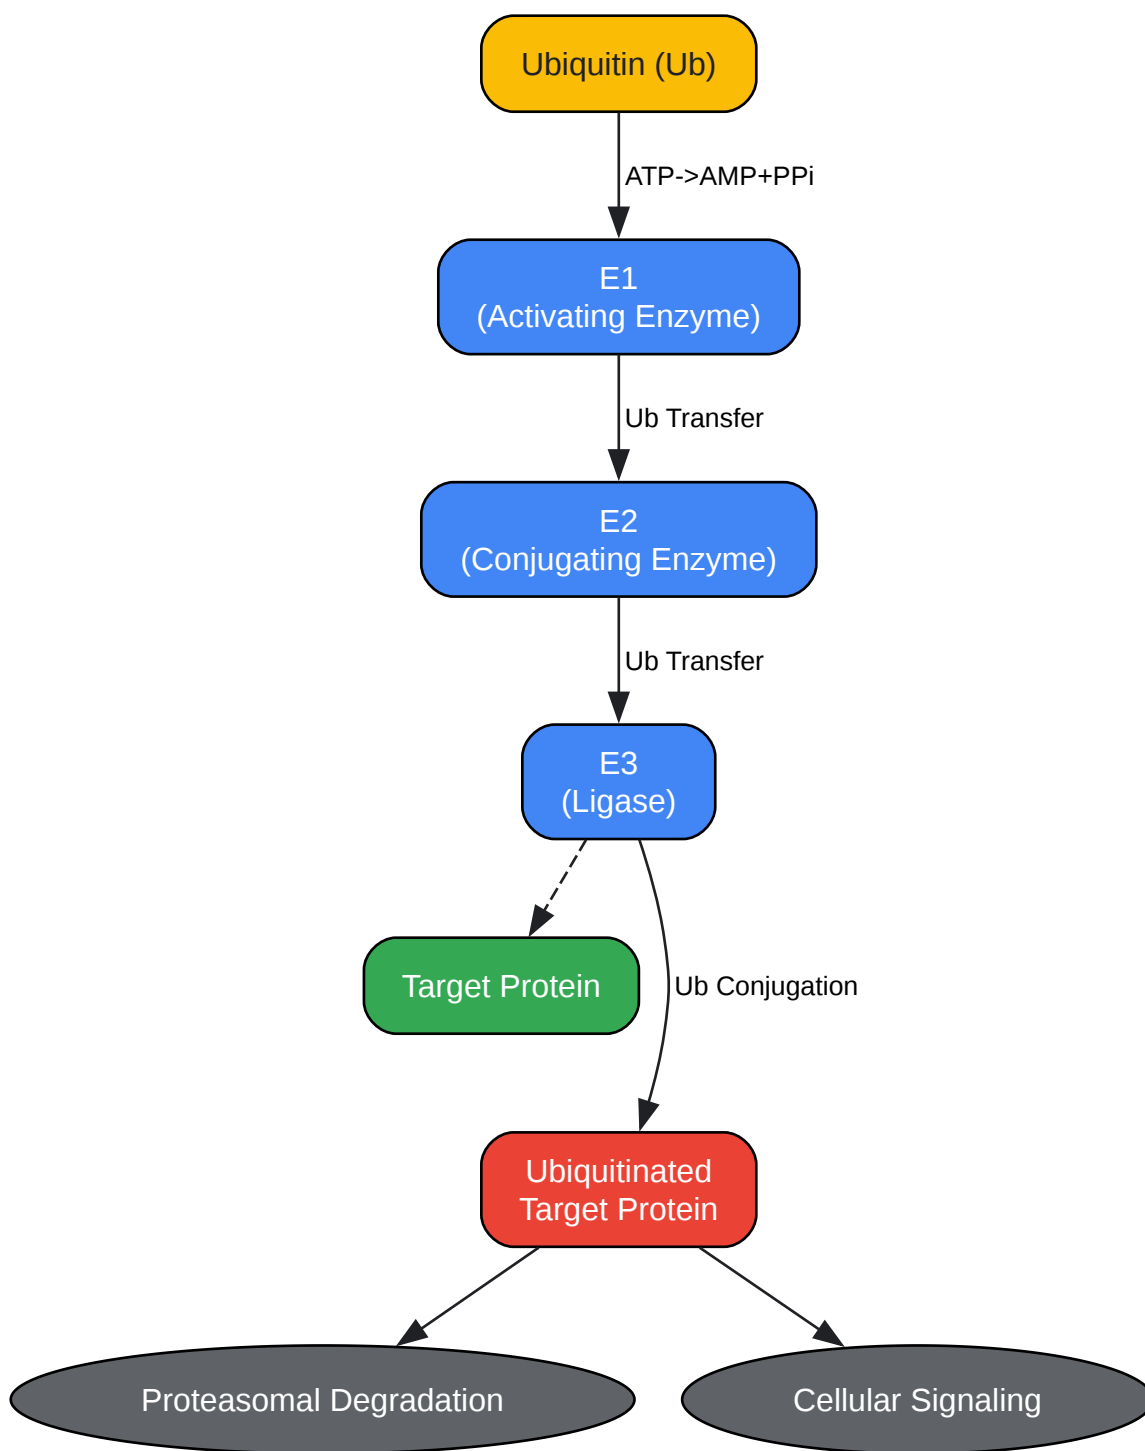 Ubiquitin (Ub)
ATP->AMP+PPi
E1
(Activating Enzyme)
Ub Transfer
E2
(Conjugating Enzyme)
Ub Transfer
E3
(Ligase)
Target Protein
Ub Conjugation
Ubiquitinated
Target Protein
Proteasomal Degradation
Cellular Signaling